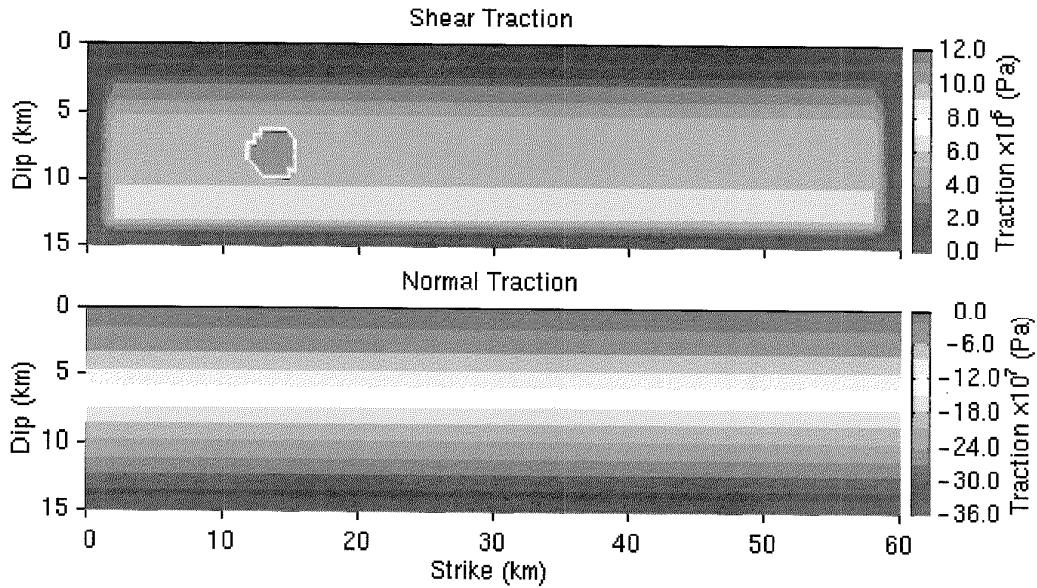 Shear Traction
0
5
10
15
Dip (km)
12.0
10.0
8.0
6.0
4.0
2.0
0.0
Traction x10⁶ (Pa)
Normal Traction
0
5
10
15
Dip (km)
0.0
-6.0
-12.0
-18.0
-24.0
-30.0
-36.0
Traction x10⁷ (Pa)
0 10 20 30 40 50 60
Strike (km)